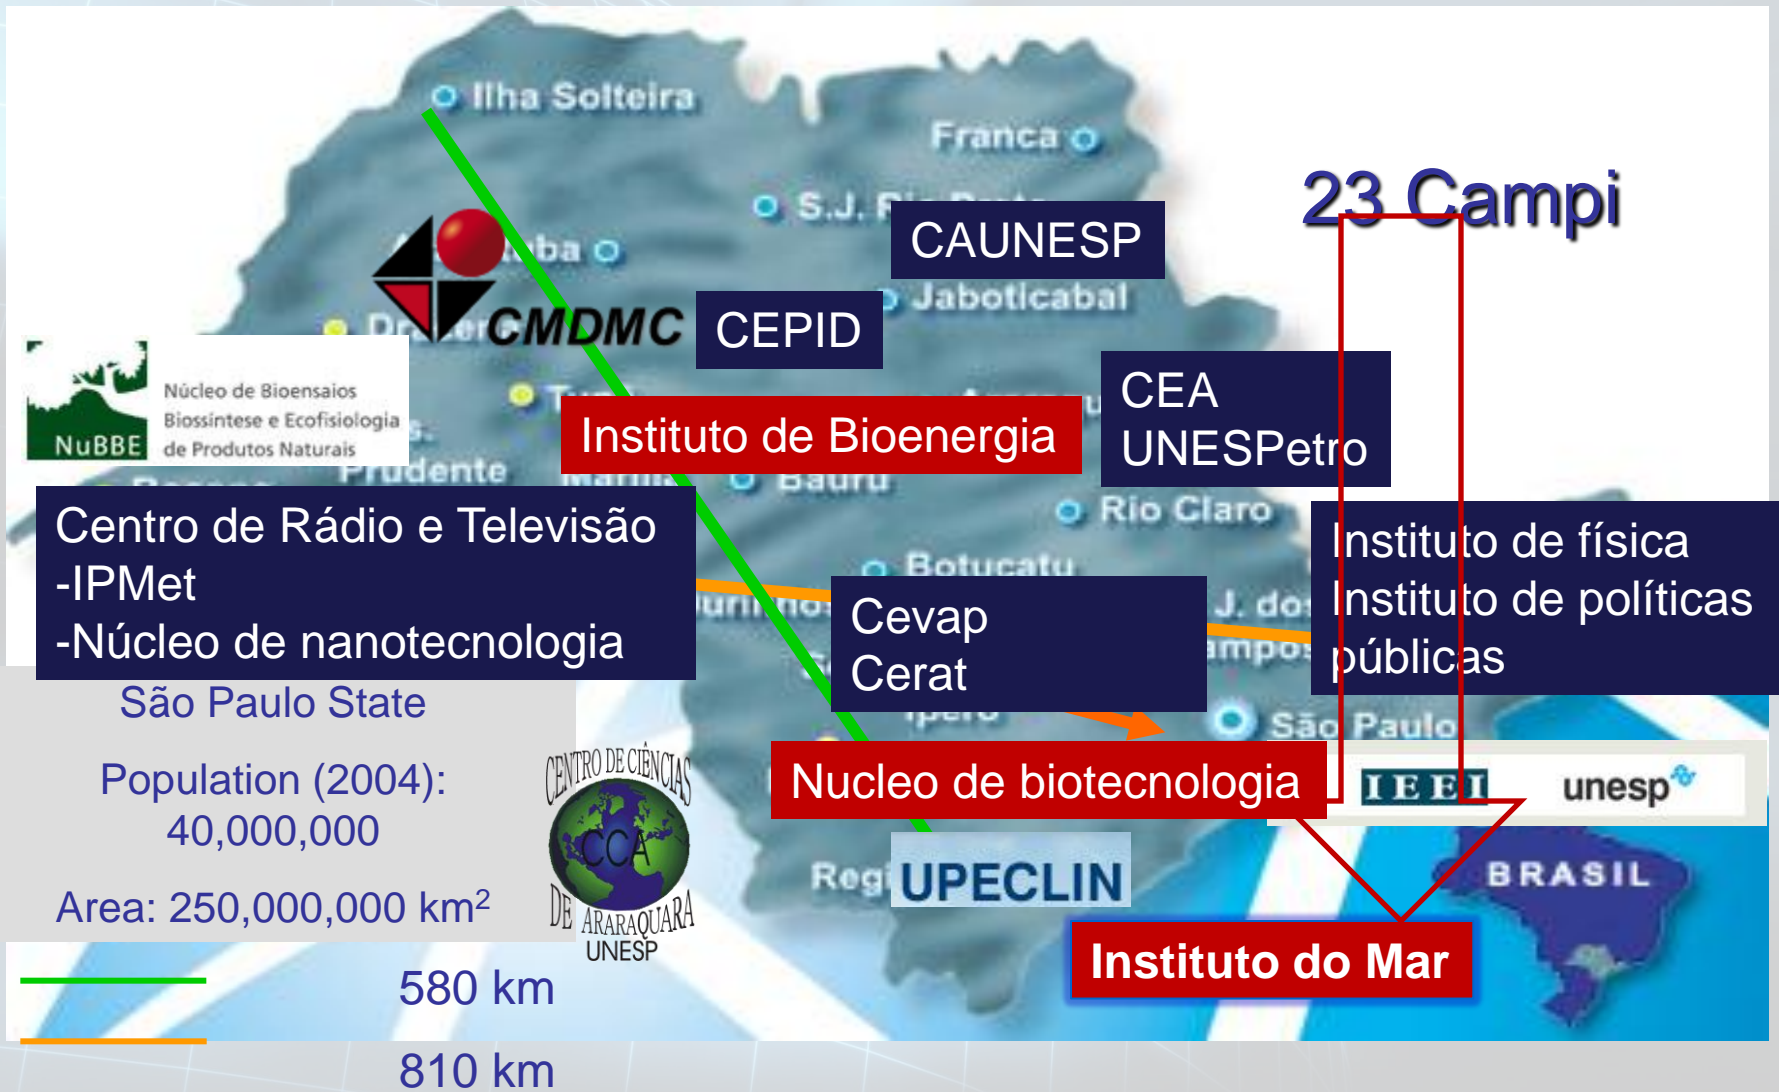 Ilha Solteira
Franca
23 Campi
S.J.
CAUNESP
Jaboticabal
CMDMC
CEPID
NuBBE
Núcleo de Bioensaios
Biossíntese e Ecofisiologia
de Produtos Naturais
CEA
UNESPetro
Instituto de Bioenergia
Prudente
Bauru
Rio Claro
Centro de Rádio e Televisão
-IPMet
-Núcleo de nanotecnologia
Botucatu
Cevap
Cerat
J. dos
Instituto de física
Instituto de políticas
públicas
São Paulo State
Population (2004):
40,000,000
Area: 250,000,000 km²
Iperó
São Paulo
Nucleo de biotecnologia
IEEI
unesp
CENTRO DE CIÊNCIAS
CCA
DE ARARAQUARA
UNESP
UPECLIN
BRASIL
Instituto do Mar
580 km
810 km